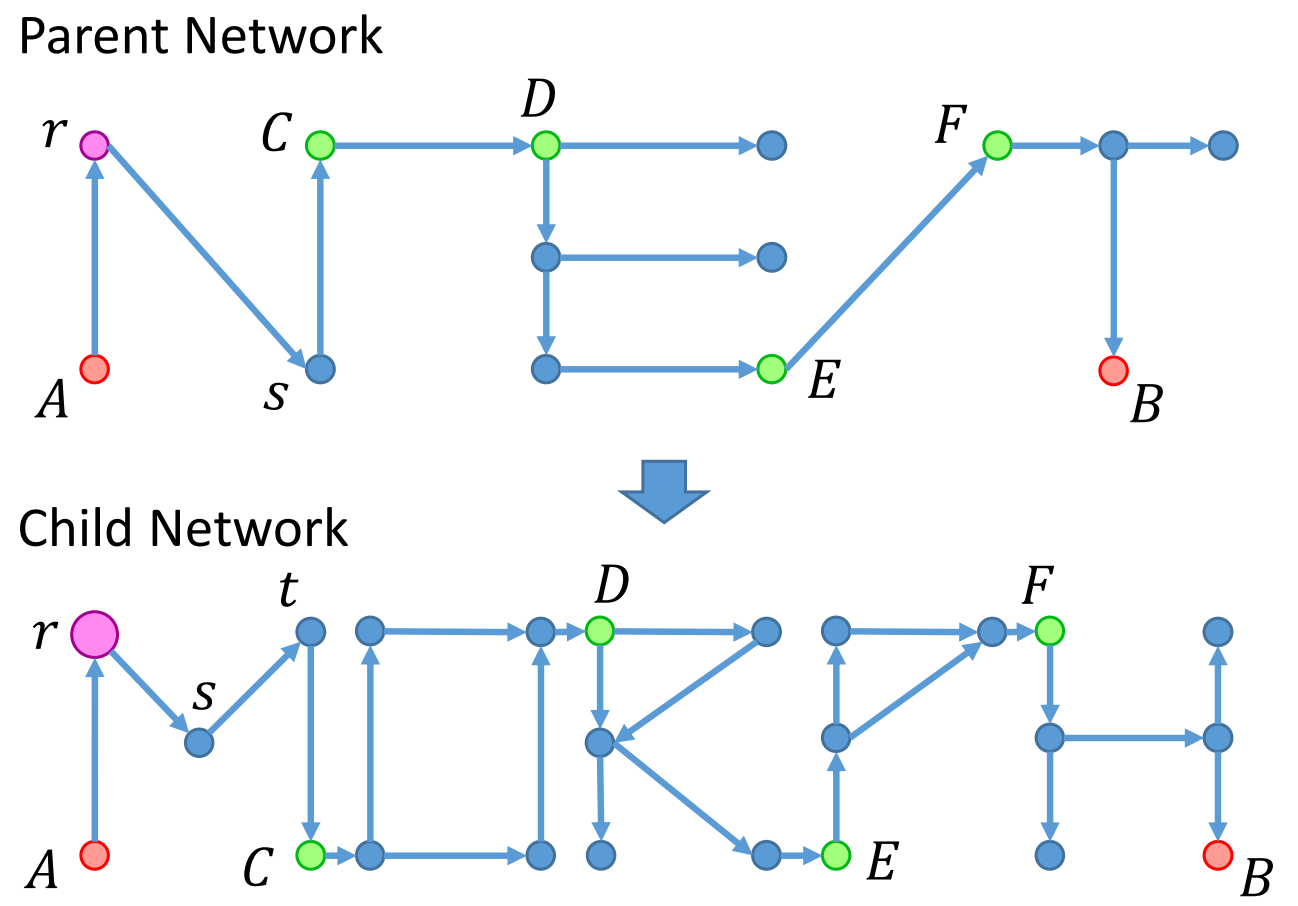 Parent Network
r C D F
A s E B
Child Network
r t D F
s
A C E B